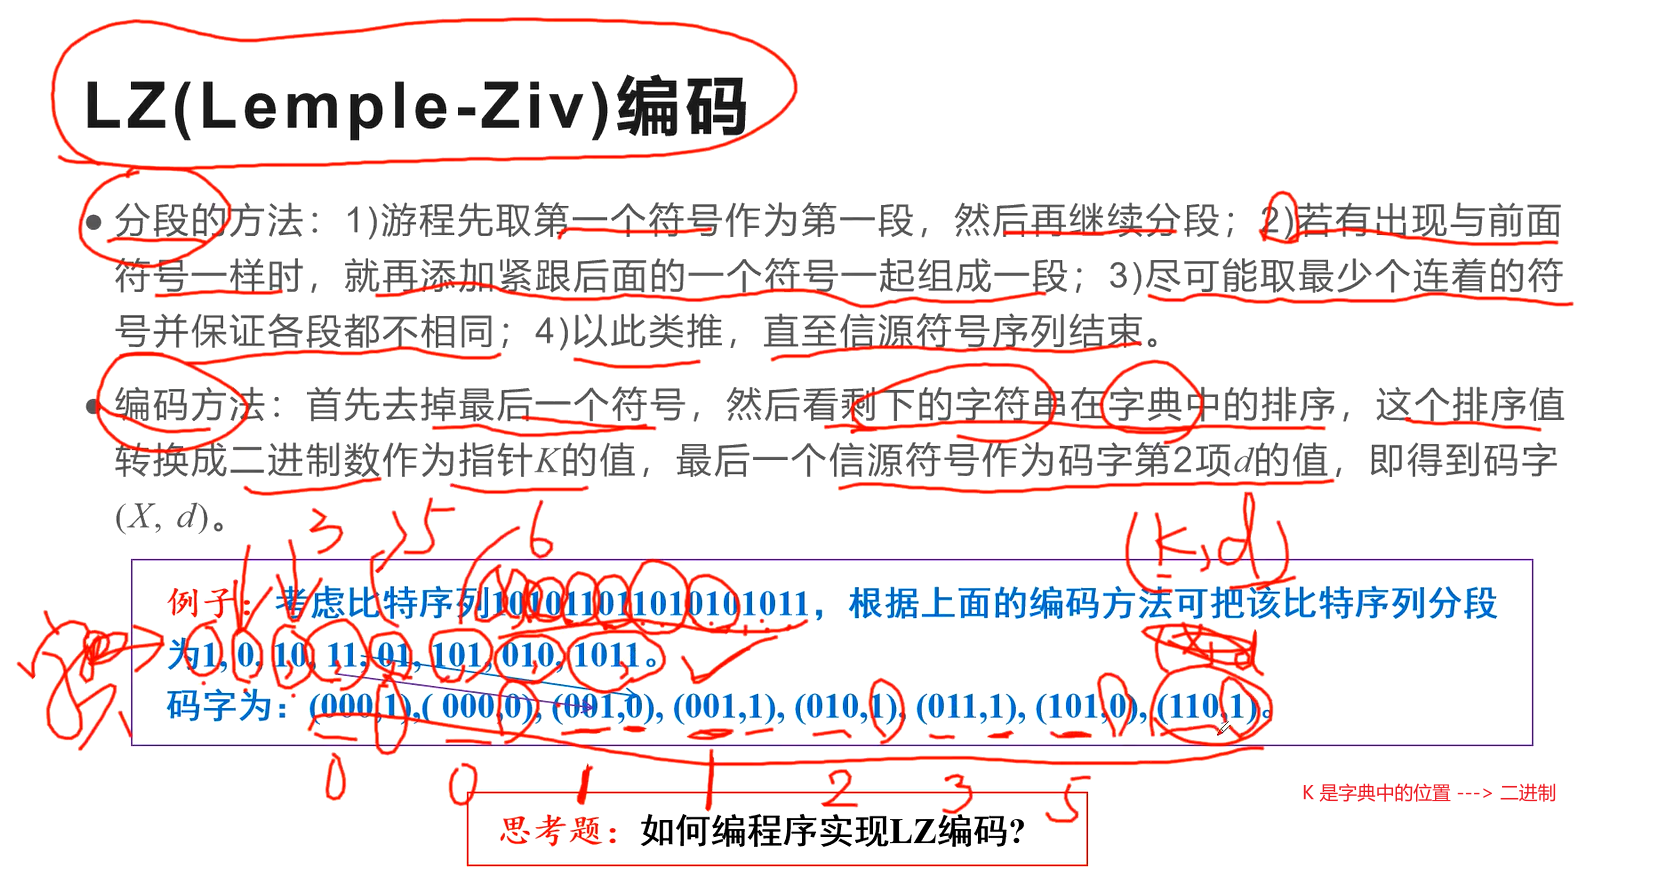 LZ(Lemple-Ziv)编码
● 分段的方法：1)游程先取第一个符号作为第一段，然后再继续分段；2)若有出现与前面
符号一样时，就再添加紧跟后面的一个符号一起组成一段；3)尽可能取最少个连着的符
号并保证各段都不相同；4)以此类推，直至信源符号序列结束。
● 编码方法：首先去掉最后一个符号，然后看剩下的字符串在字典中的排序，这个排序值
转换成二进制数作为指针K的值，最后一个信源符号作为码字第2项d的值，即得到码字
(X, d)。
3 5 6 (k,d)
例子：考虑比特序列1010110110100101011，根据上面的编码方法可把该比特序列分段
为1, 0, 10, 11, 01, 101, 010, 1011。
码字为：(000,1),( 000,0), (001,0), (001,1), (010,1), (011,1), (101,0), (110,1)。
0 0 1 1 2 3 5
K 是字典中的位置 ---> 二进制
思考题：如何编程序实现LZ编码?